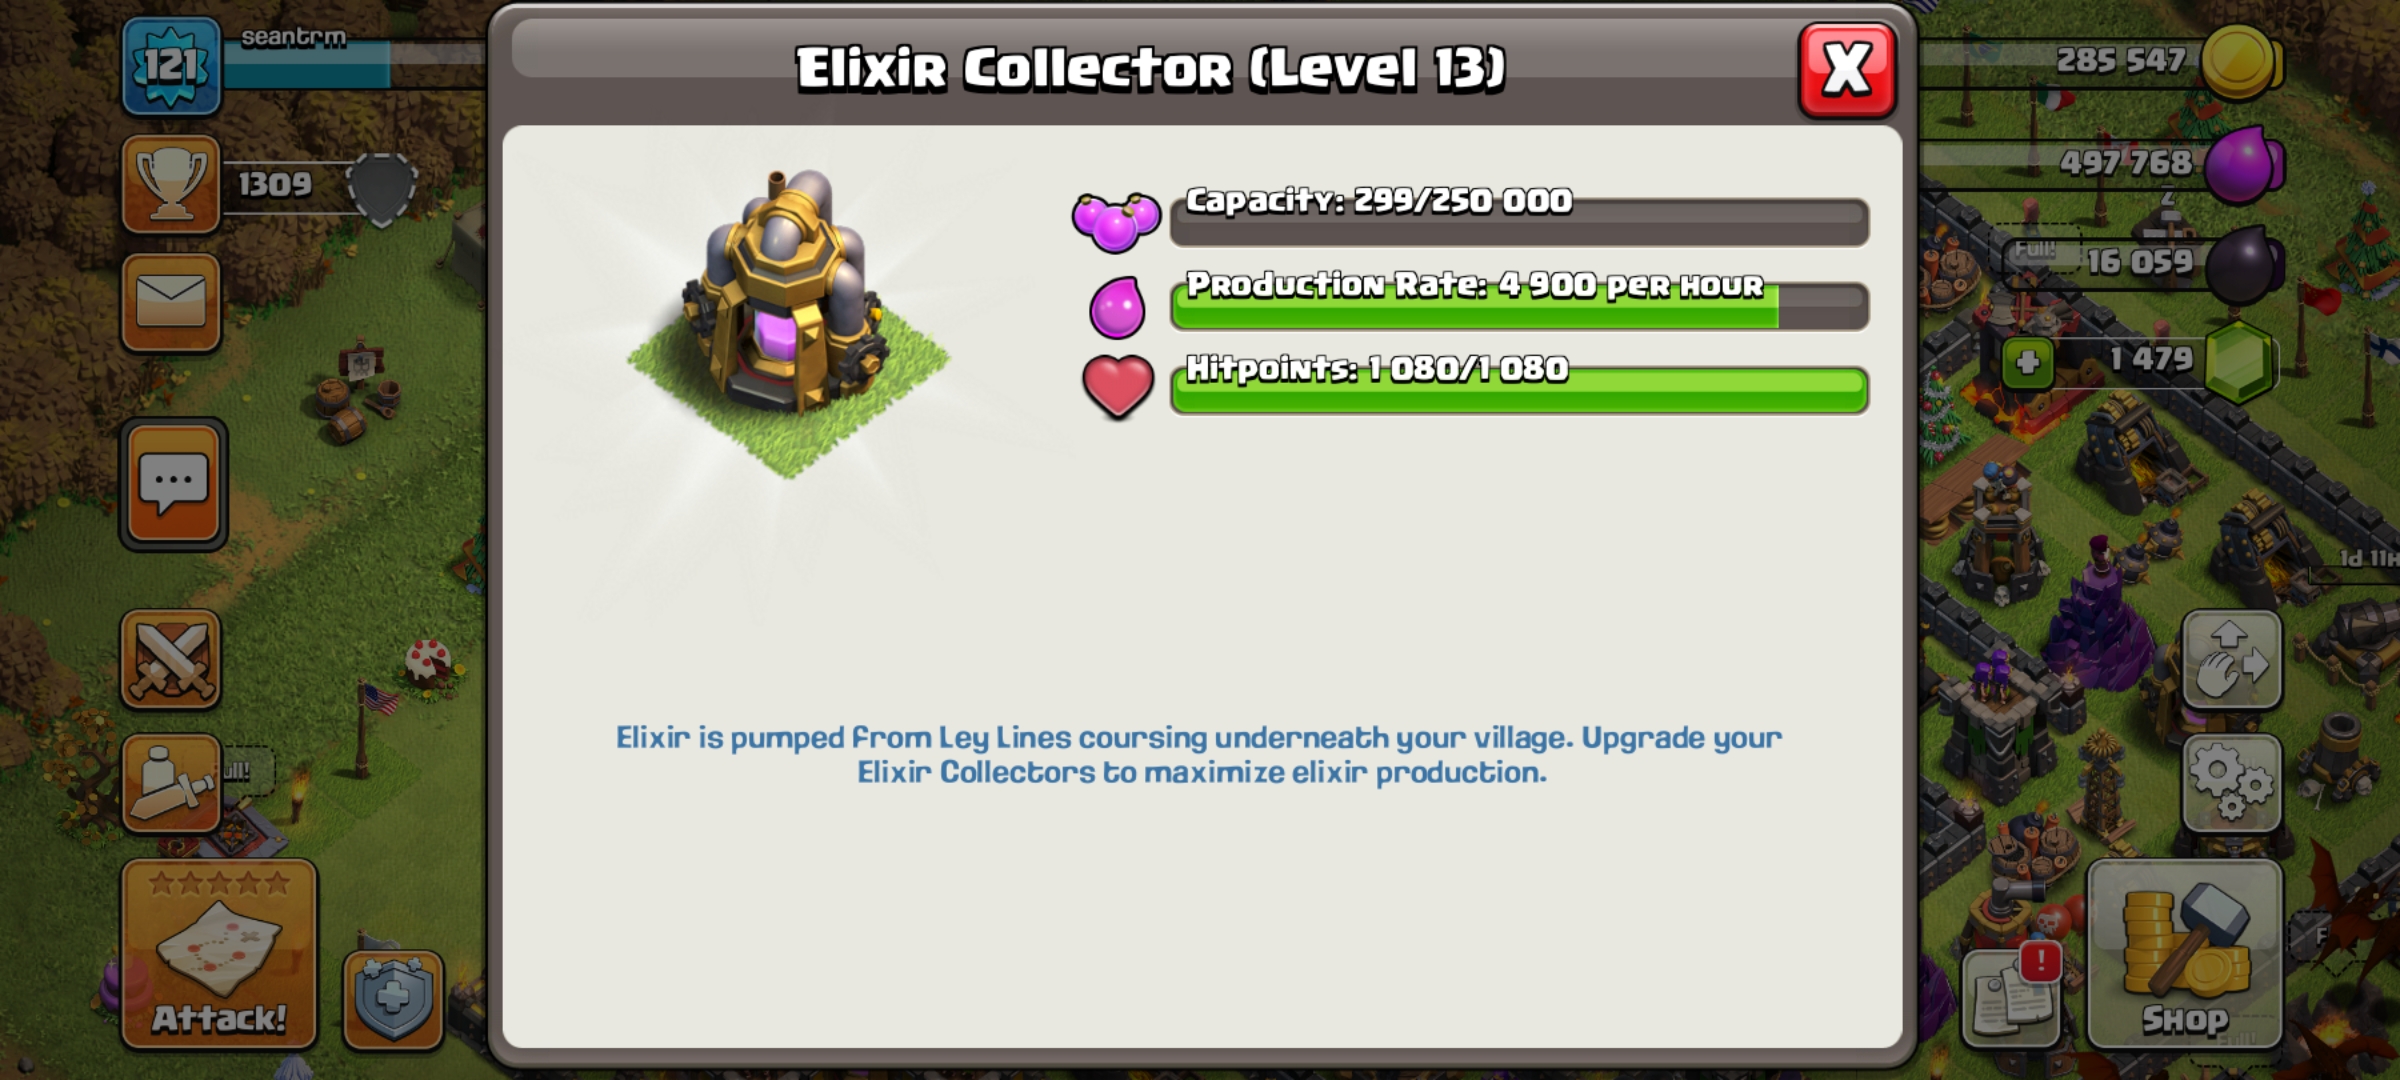 121
seantrm
1309
Elixir Collector (Level 13)
X
Capacity: 299/250 000
Production Rate: 4 900 per hour
Hitpoints: 1 080/1 080
Elixir is pumped from Ley Lines coursing underneath your village. Upgrade your
Elixir Collectors to maximize elixir production.
285 547
497 768
Z
Full!
16 059
1 479
1d 11H
ull!
Attack!
!
Shop
F
Full!